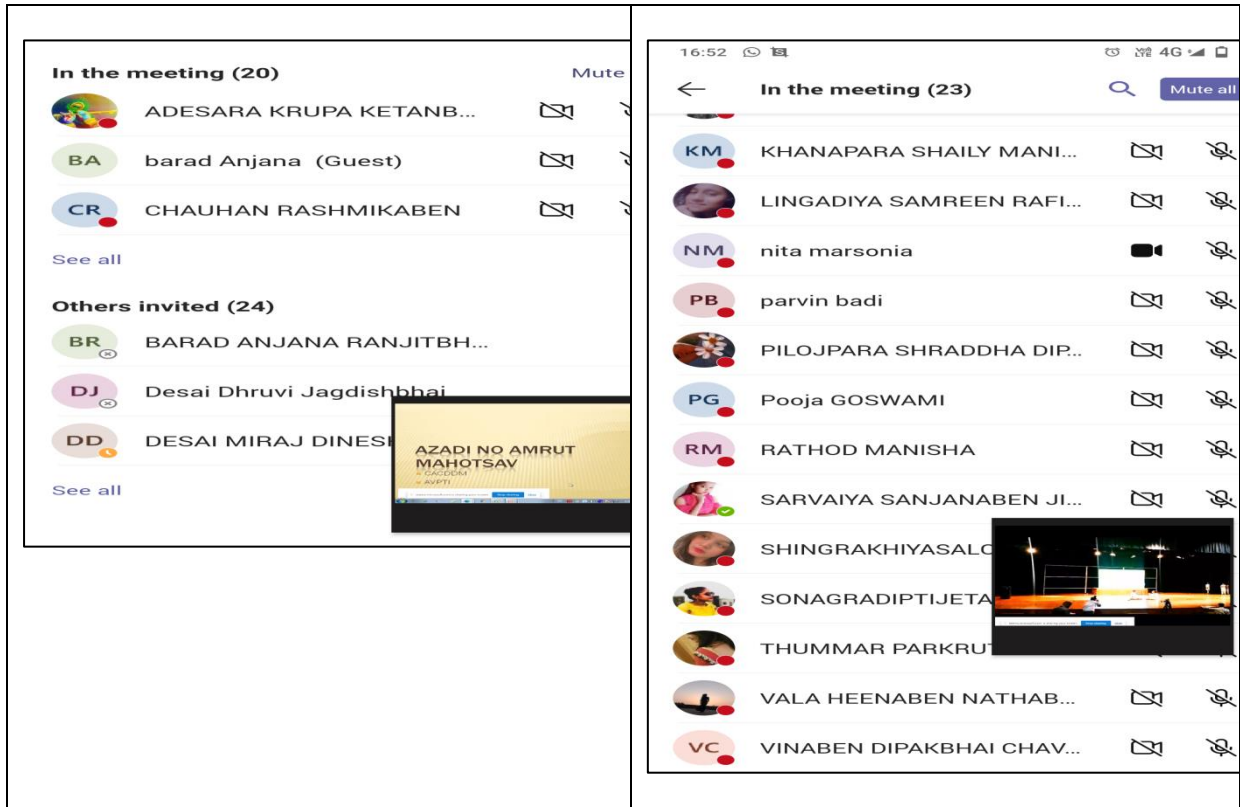 In the meeting (20) Mute
ADESARA KRUPA KETANB...
BA barad Anjana (Guest)
CR CHAUHAN RASHMIKABEN
See all
Others invited (24)
BR BARAD ANJANA RANJITBH...
DJ Desai Dhruvi Jagdishbhai
DD DESAI MIRAJ DINESH
See all
AZADI NO AMRUT
MAHOTSAV
CACDDM
AVPTI
16:52 VoLTE 4G
In the meeting (23) Mute all
KM KHANAPARA SHAILY MANI...
LINGADIYA SAMREEN RAFI...
NM nita marsonia
PB parvin badi
PILOJPARA SHRADDHA DIP...
PG Pooja GOSWAMI
RM RATHOD MANISHA
SARVAIYA SANJANABEN JI...
SHINGRAKHIYASALO
SONAGRADIPTIJETA
THUMMAR PARKRUT
VALA HEENABEN NATHAB...
VC VINABEN DIPAKBHAI CHAV...